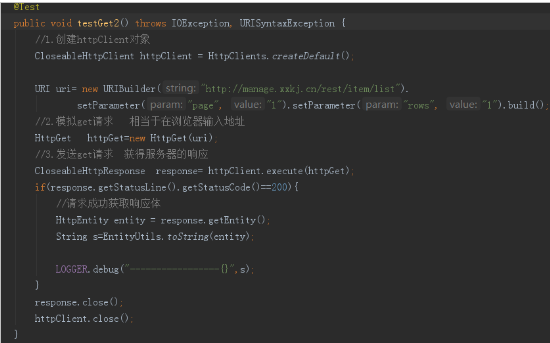 @Test
public void testGet2() throws IOException, URISyntaxException {
//1.创建httpClient对象
CloseableHttpClient httpClient = HttpClients.createDefault();
URI uri= new URIBuilder( string: "http://manage.xxkj.cn/rest/item/list").
setParameter( param: "page", value: "1").setParameter( param: "rows", value: "1").build();
//2.模拟get请求 相当于在浏览器输入地址
HttpGet httpGet=new HttpGet(uri);
//3.发送get请求 获得服务器的响应
CloseableHttpResponse response= httpClient.execute(httpGet);
if(response.getStatusLine().getStatusCode()==200){
//请求成功获取响应体
HttpEntity entity = response.getEntity();
String s=EntityUtils.toString(entity);
LOGGER.debug("-------------------{}",s);
}
response.close();
httpClient.close();
}